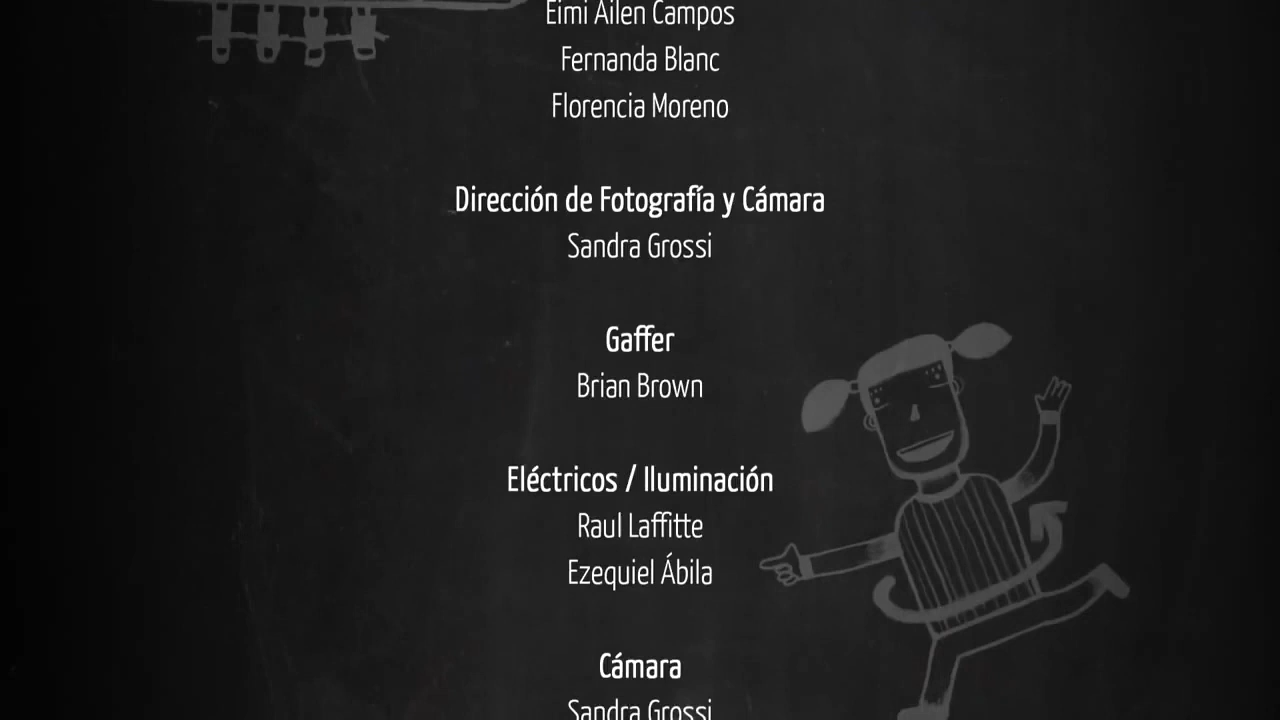 Eimi Ailen Campos
Fernanda Blanc
Florencia Moreno
Dirección de Fotografía y Cámara
Sandra Grossi
Gaffer
Brian Brown
Eléctricos / Iluminación
Raul Laffitte
Ezequiel Ábila
Cámara
Sandra Grossi